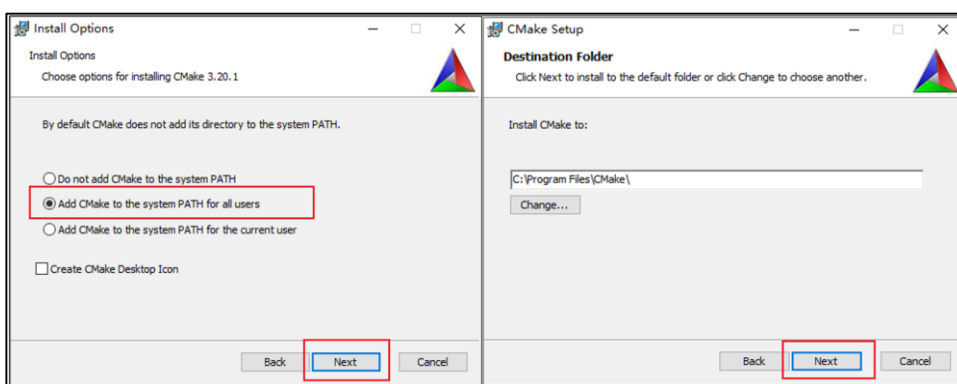 Install Options
Install Options
Choose options for installing CMake 3.20.1
By default CMake does not add its directory to the system PATH.
Do not add CMake to the system PATH
Add CMake to the system PATH for all users
Add CMake to the system PATH for the current user
Create CMake Desktop Icon
Back Next Cancel
CMake Setup
Destination Folder
Click Next to install to the default folder or click Change to choose another.
Install CMake to:
C:\Program Files\CMake\
Change...
Back Next Cancel